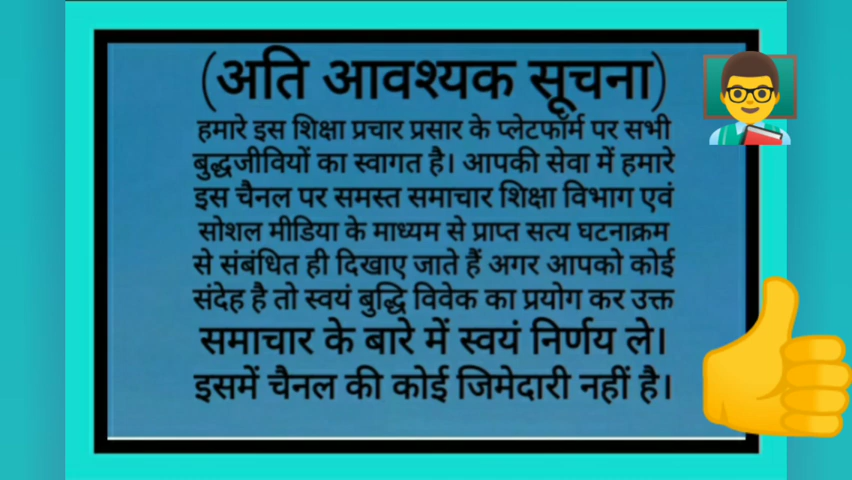 (अति आवश्यक सूचना)
हमारे इस शिक्षा प्रचार प्रसार के प्लेटफॉर्म पर सभी
बुद्धजीवियों का स्वागत है। आपकी सेवा में हमारे
इस चैनल पर समस्त समाचार शिक्षा विभाग एवं
सोशल मीडिया के माध्यम से प्राप्त सत्य घटनाक्रम
से संबंधित ही दिखाए जाते हैं अगर आपको कोई
संदेह है तो स्वयं बुद्धि विवेक का प्रयोग कर उक्त
समाचार के बारे में स्वयं निर्णय ले।
इसमें चैनल की कोई जिमेदारी नहीं है।